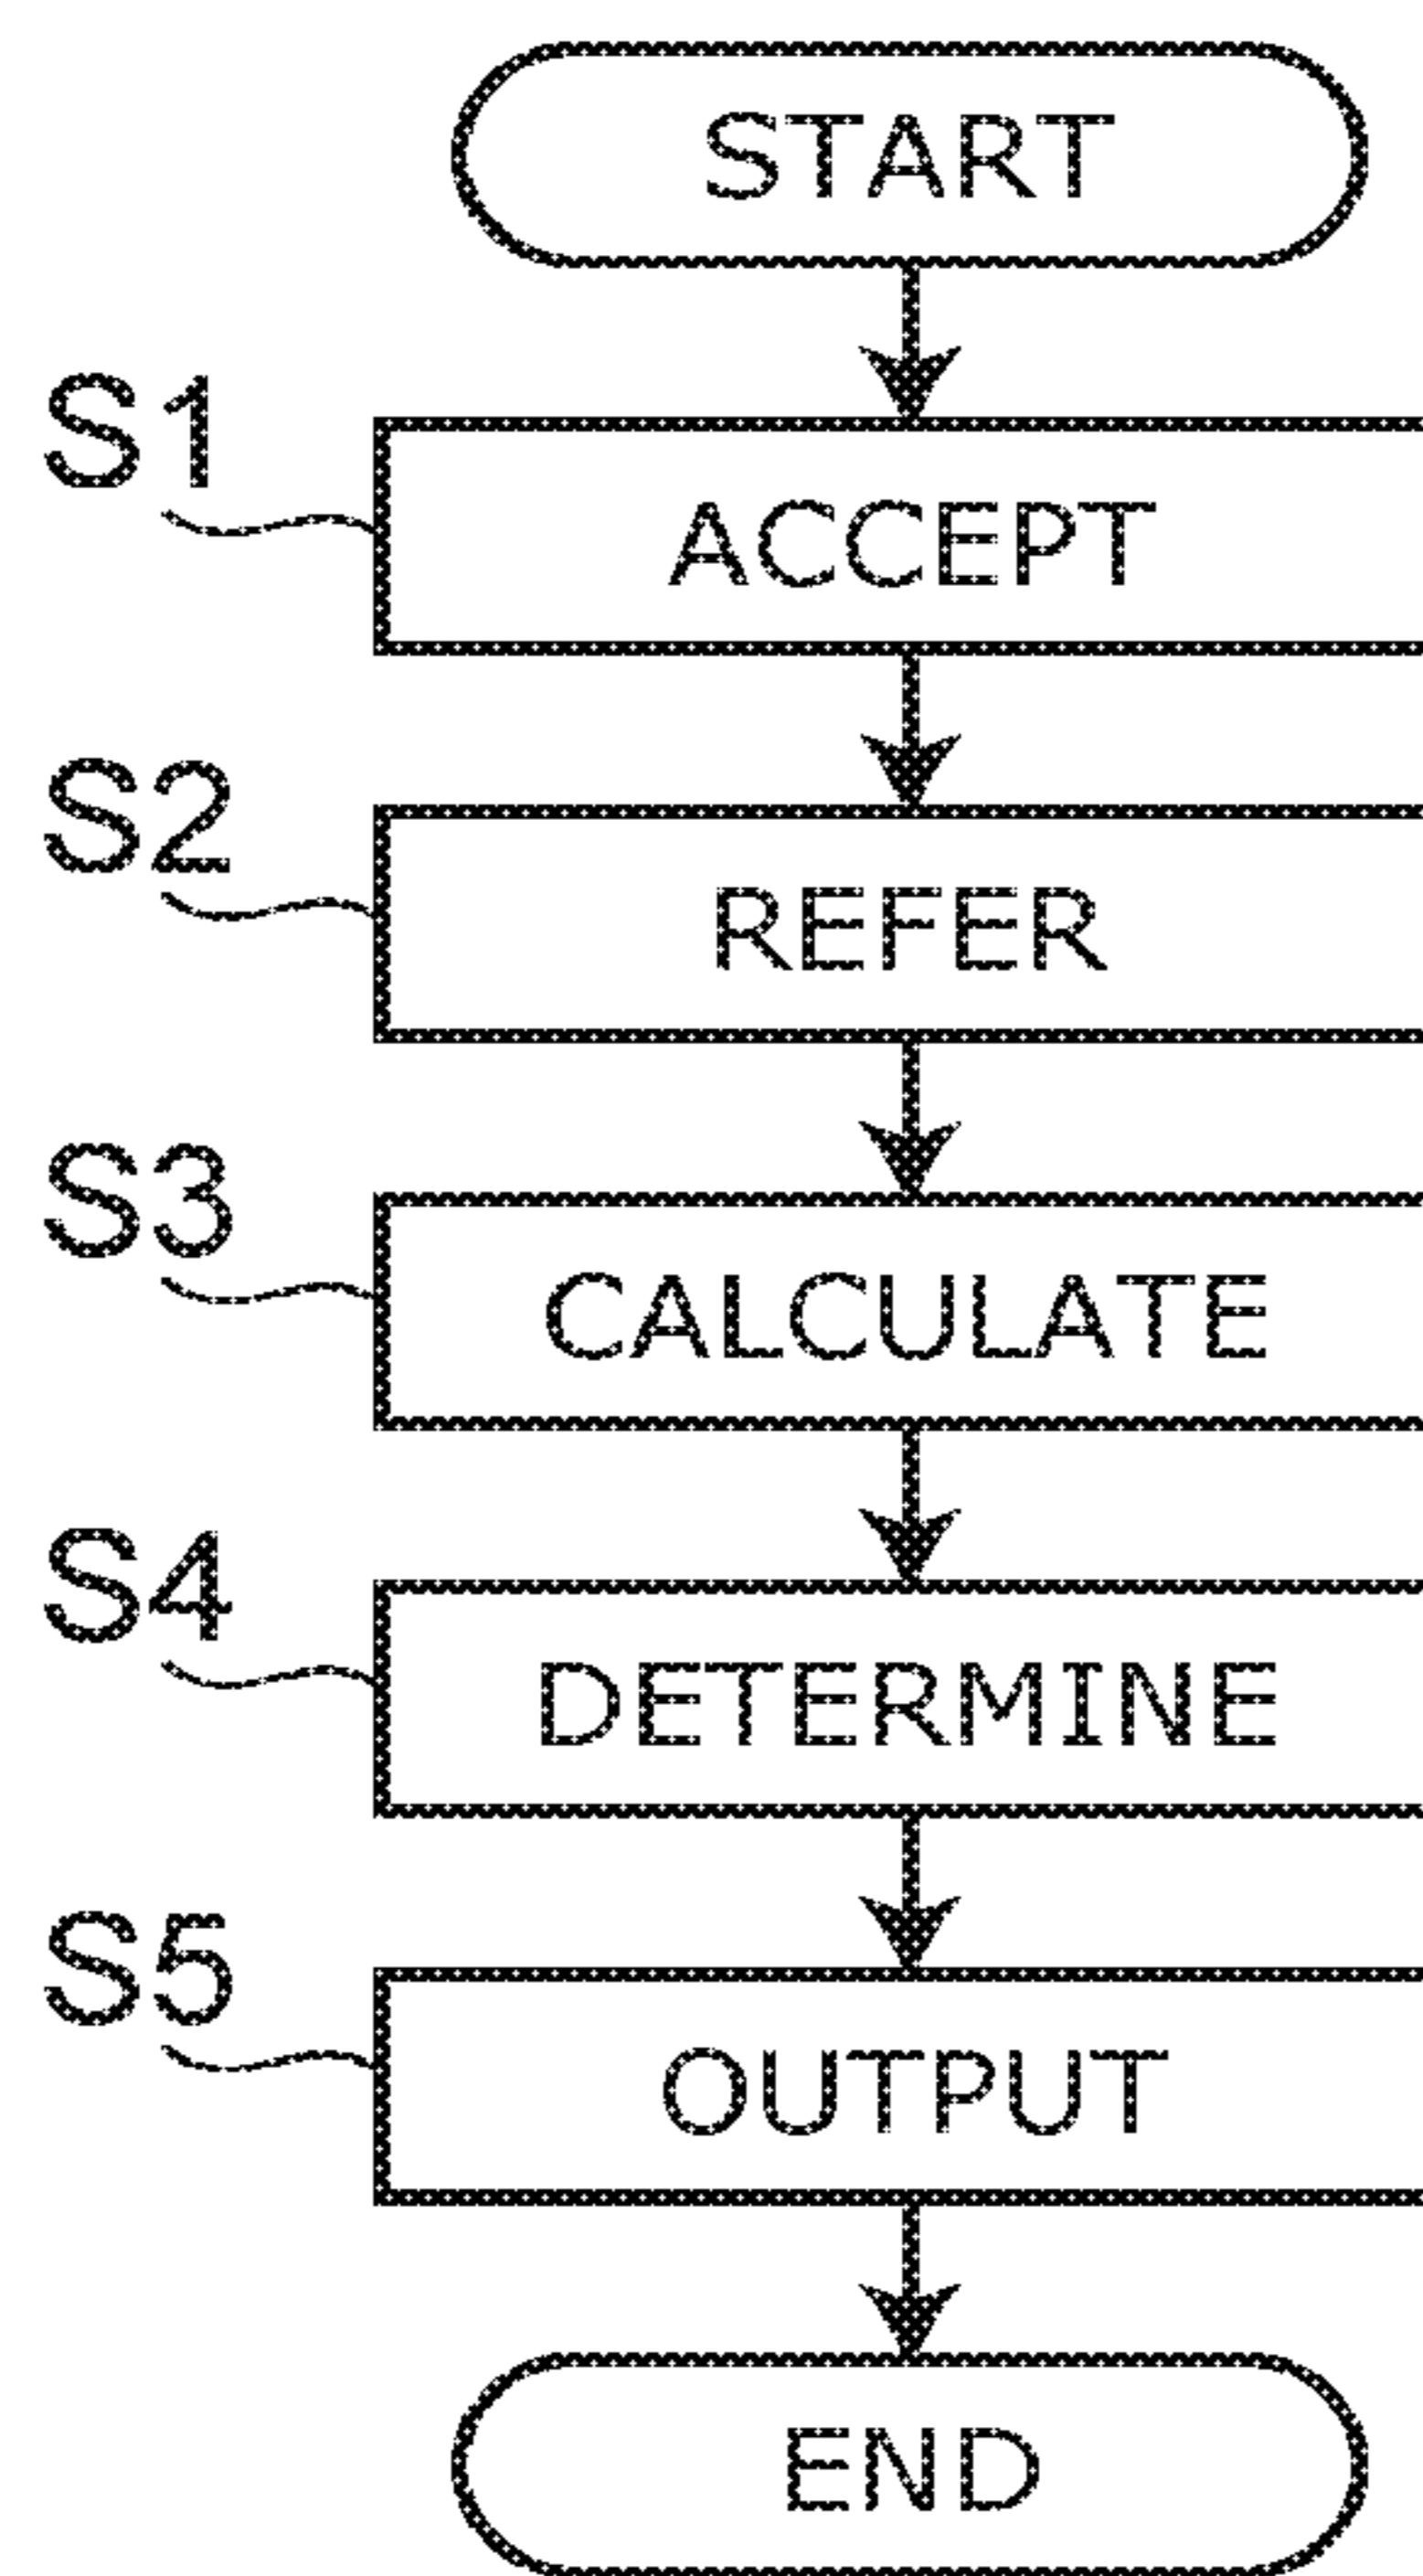 START
S1
ACCEPT
S2
REFER
S3
CALCULATE
S4
DETERMINE
S5
OUTPUT
END